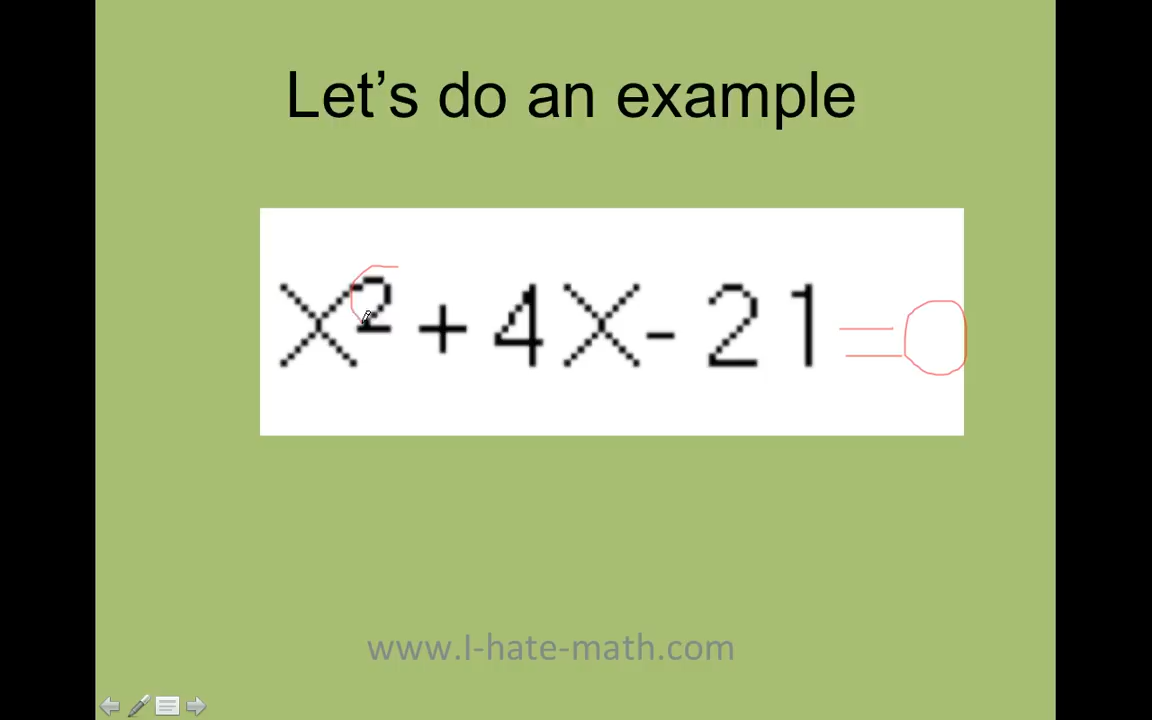 Let's do an example
x² + 4x - 21 = 0
www.I-hate-math.com